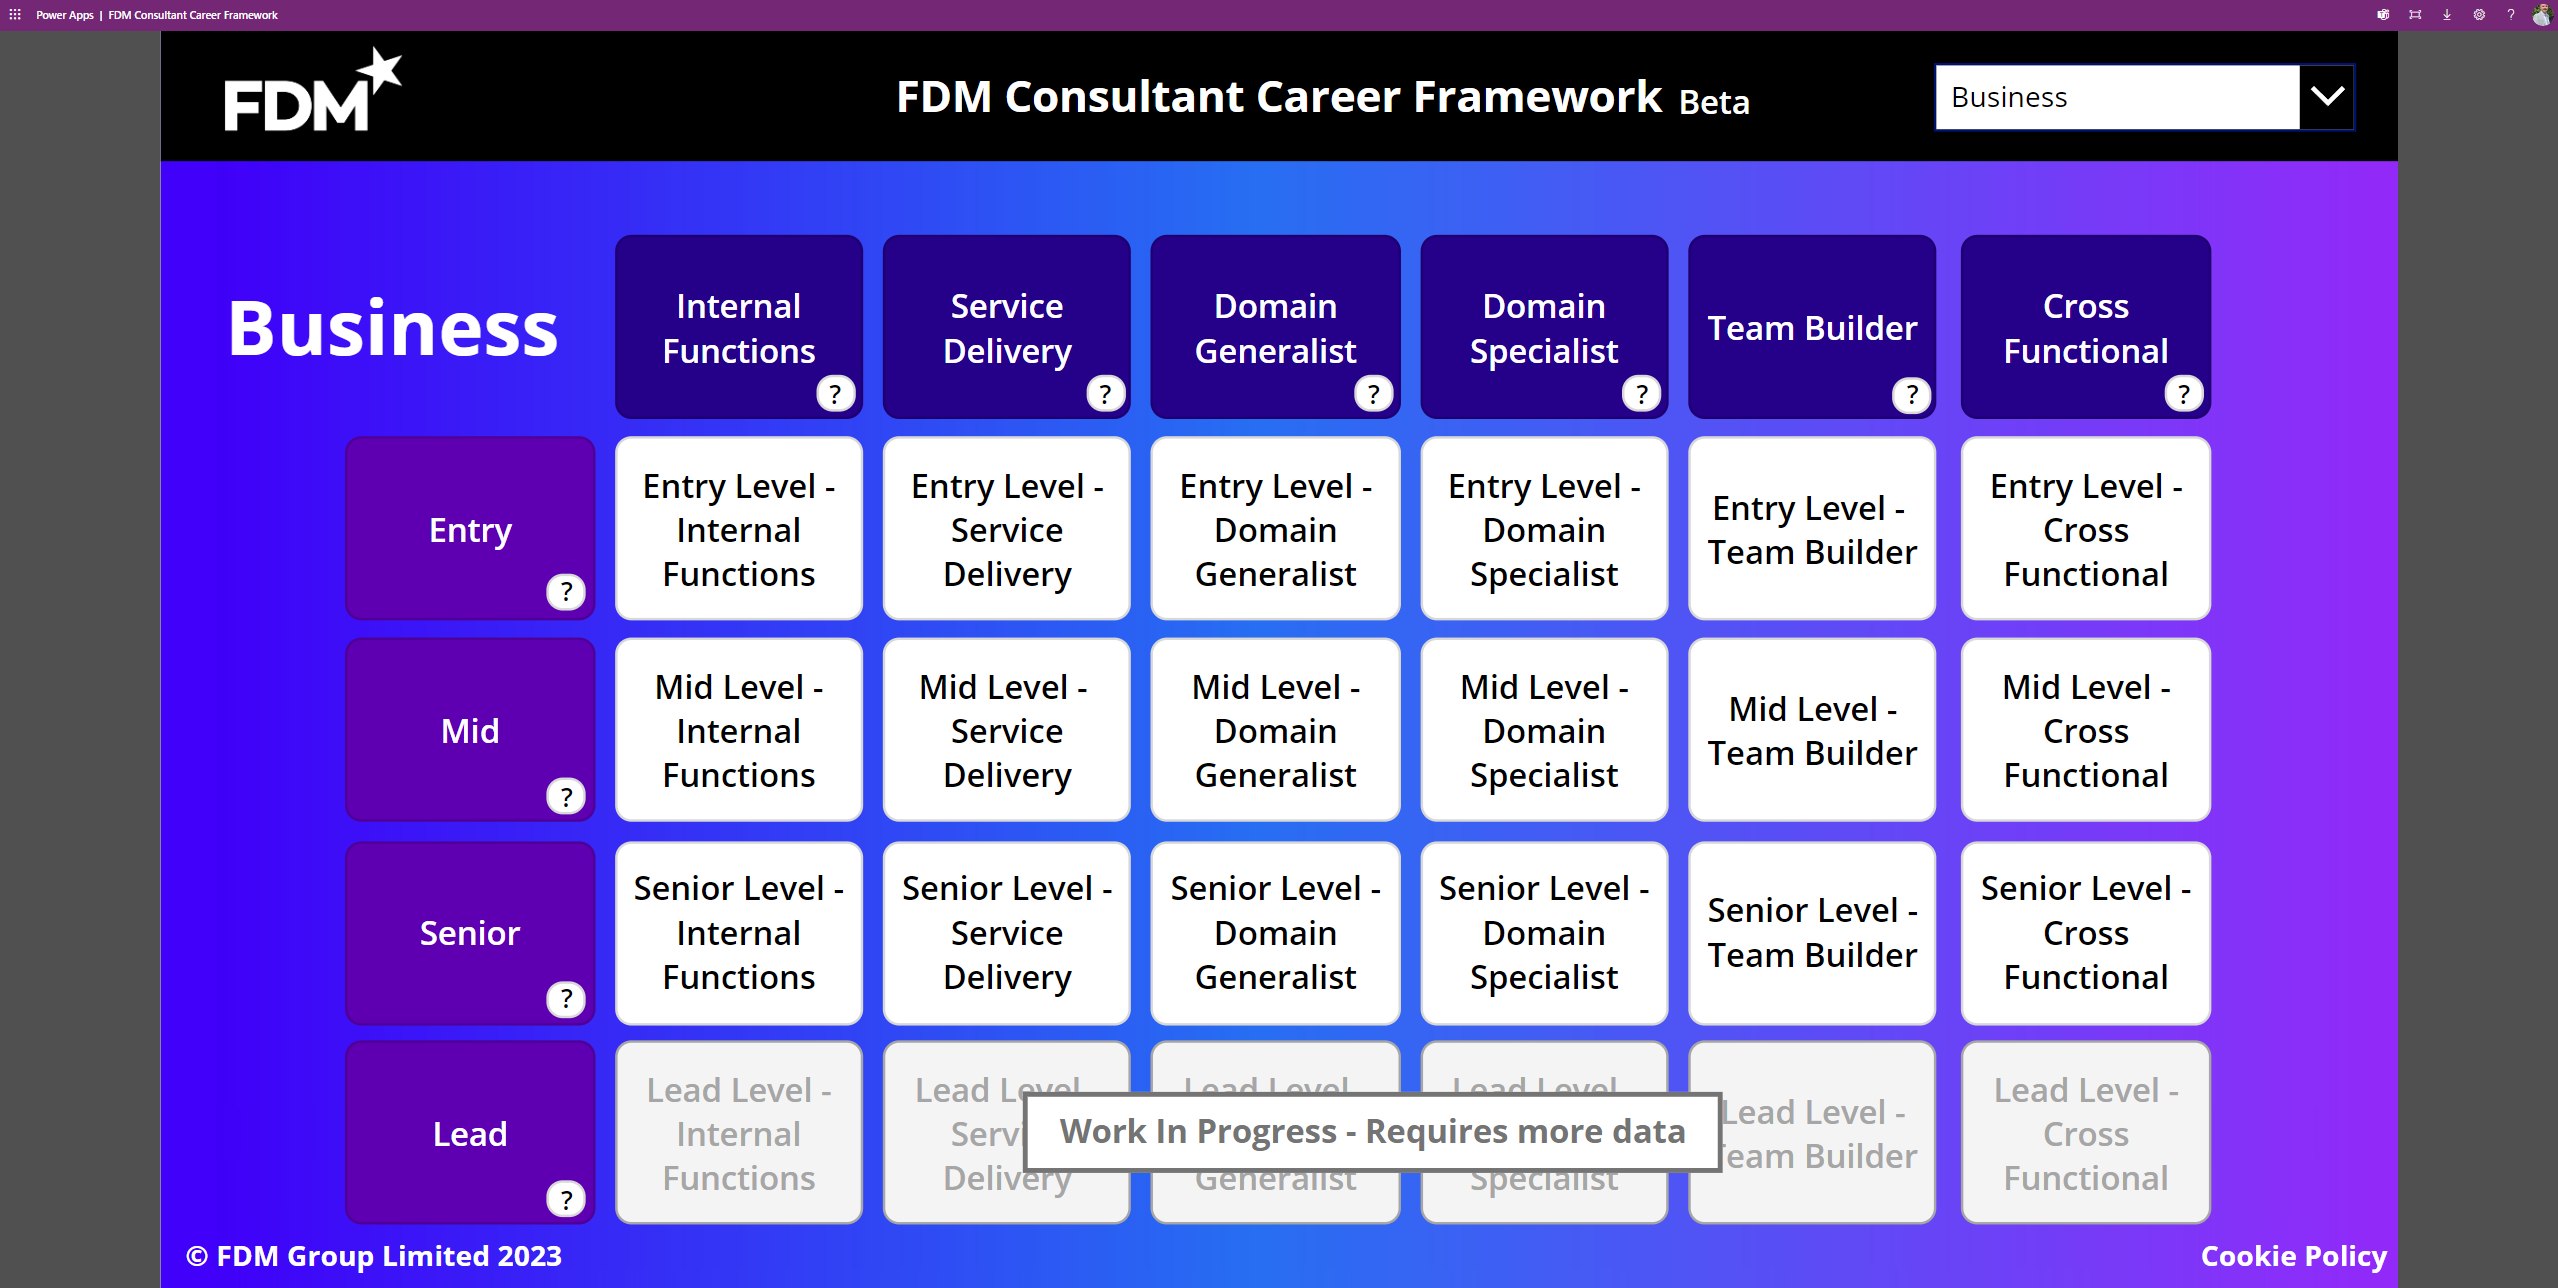 Power Apps | FDM Consultant Career Framework
?
FDM
FDM Consultant Career Framework Beta
Business
Business
Internal
Functions
?
Service
Delivery
?
Domain
Generalist
?
Domain
Specialist
?
Team Builder
?
Cross
Functional
?
Entry
?
Entry Level -
Internal
Functions
Entry Level -
Service
Delivery
Entry Level -
Domain
Generalist
Entry Level -
Domain
Specialist
Entry Level -
Team Builder
Entry Level -
Cross
Functional
Mid
?
Mid Level -
Internal
Functions
Mid Level -
Service
Delivery
Mid Level -
Domain
Generalist
Mid Level -
Domain
Specialist
Mid Level -
Team Builder
Mid Level -
Cross
Functional
Senior
?
Senior Level -
Internal
Functions
Senior Level -
Service
Delivery
Senior Level -
Domain
Generalist
Senior Level -
Domain
Specialist
Senior Level -
Team Builder
Senior Level -
Cross
Functional
Lead
?
Lead Level -
Internal
Functions
Lead Level
Service
Delivery
Lead Level
Generalist
Lead Level
Specialist
Lead Level -
Team Builder
Lead Level -
Cross
Functional
Work In Progress - Requires more data
© FDM Group Limited 2023
Cookie Policy